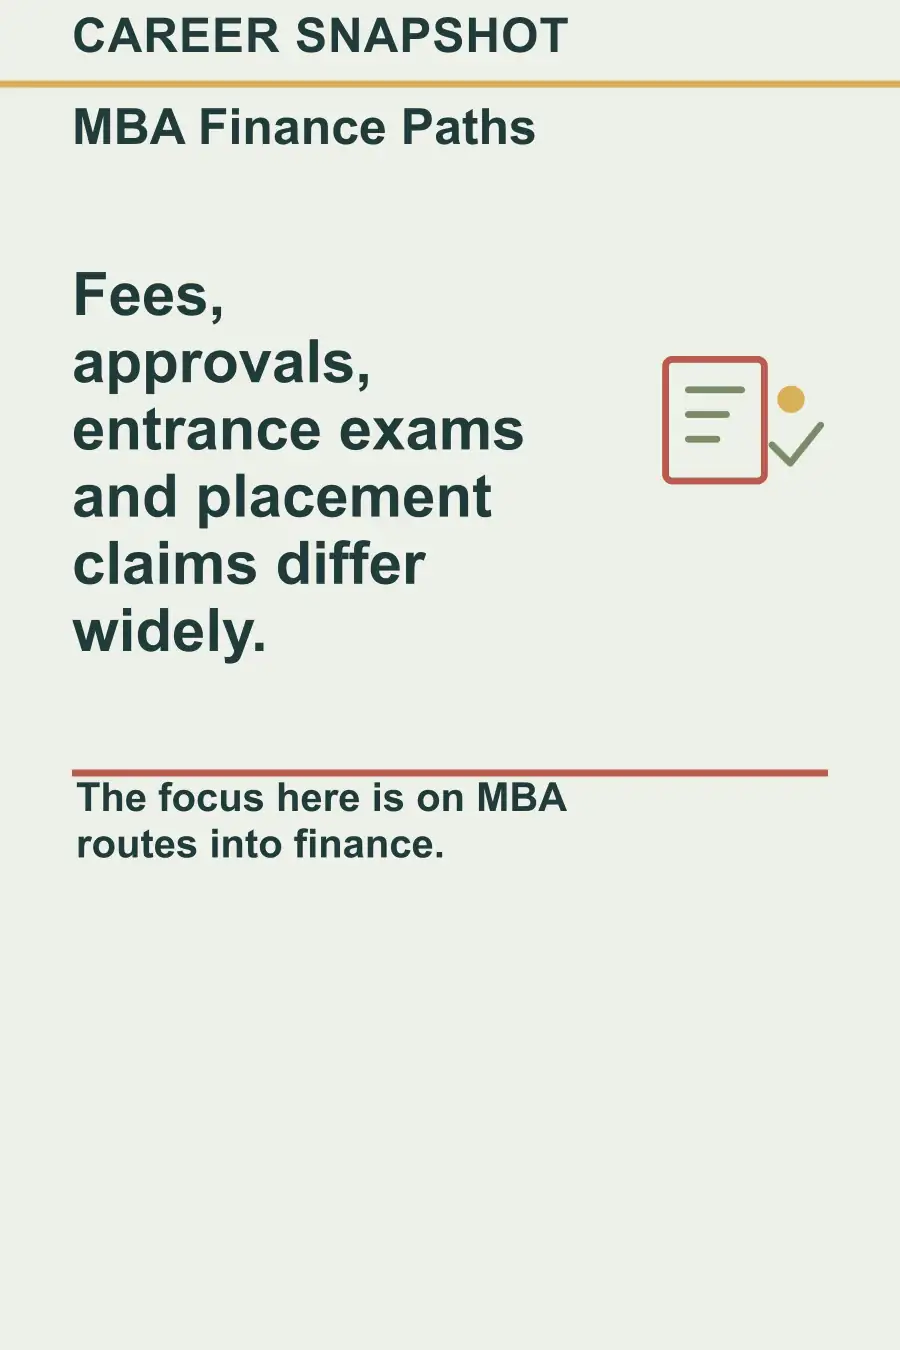 CAREER SNAPSHOT
MBA Finance Paths
Fees,
approvals,
entrance exams
and placement
claims differ
widely.
The focus here is on MBA
routes into finance.